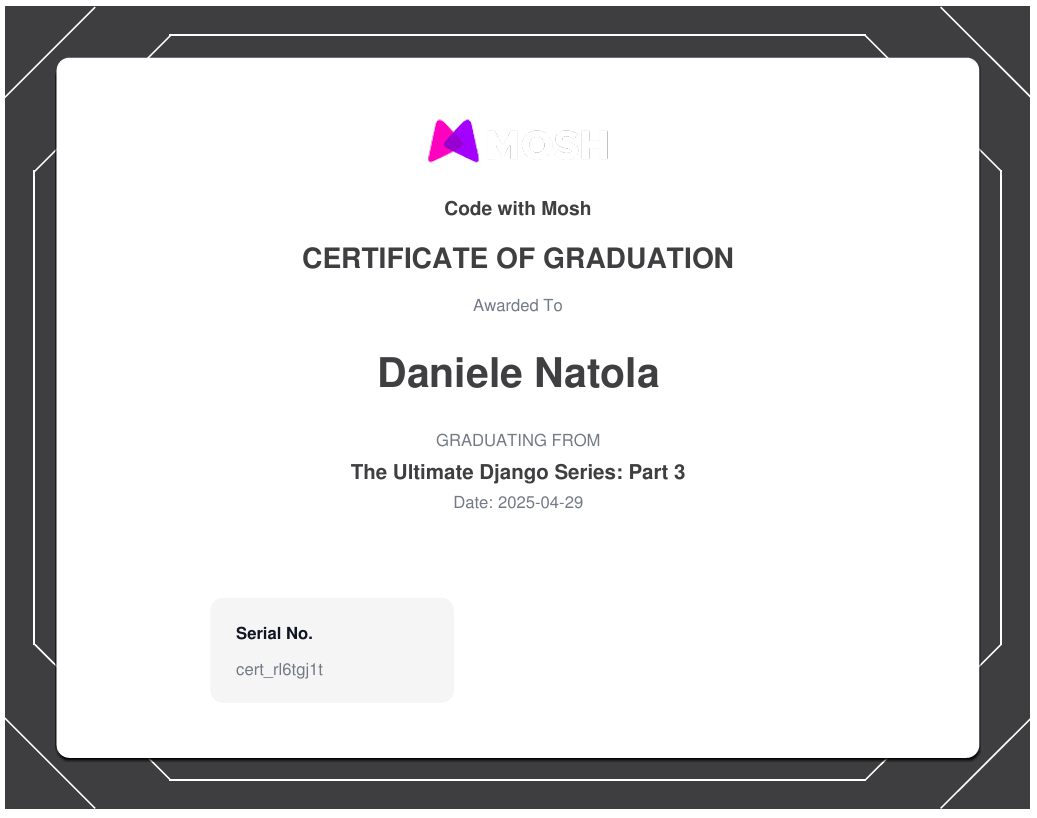 MOSH
Code with Mosh
CERTIFICATE OF GRADUATION
Awarded To
Daniele Natola
GRADUATING FROM
The Ultimate Django Series: Part 3
Date: 2025-04-29
Serial No.
cert_rl6tgj1t